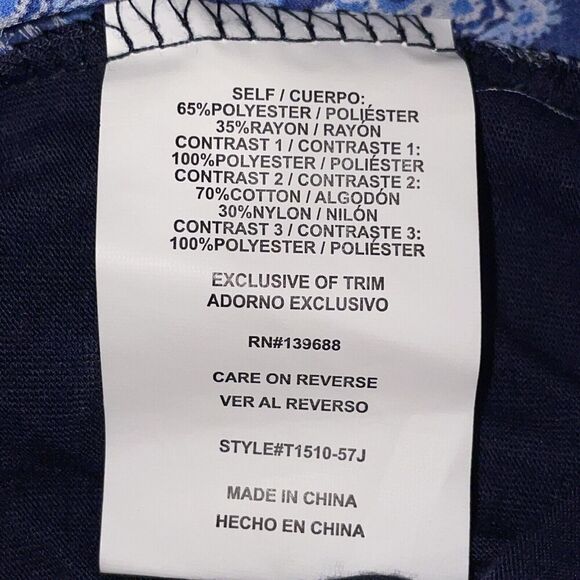 SELF / CUERPO:
65%POLYESTER / POLIÉSTER
35%RAYON / RAYÓN
CONTRAST 1 / CONTRASTE 1:
100%POLYESTER / POLIÉSTER
CONTRAST 2 / CONTRASTE 2:
70%COTTON / ALGODÓN
30%NYLON / NILÓN
CONTRAST 3 / CONTRASTE 3:
100%POLYESTER / POLIÉSTER
EXCLUSIVE OF TRIM
ADORNO EXCLUSIVO
RN#139688
CARE ON REVERSE
VER AL REVERSO
STYLE#T1510-57J
MADE IN CHINA
HECHO EN CHINA